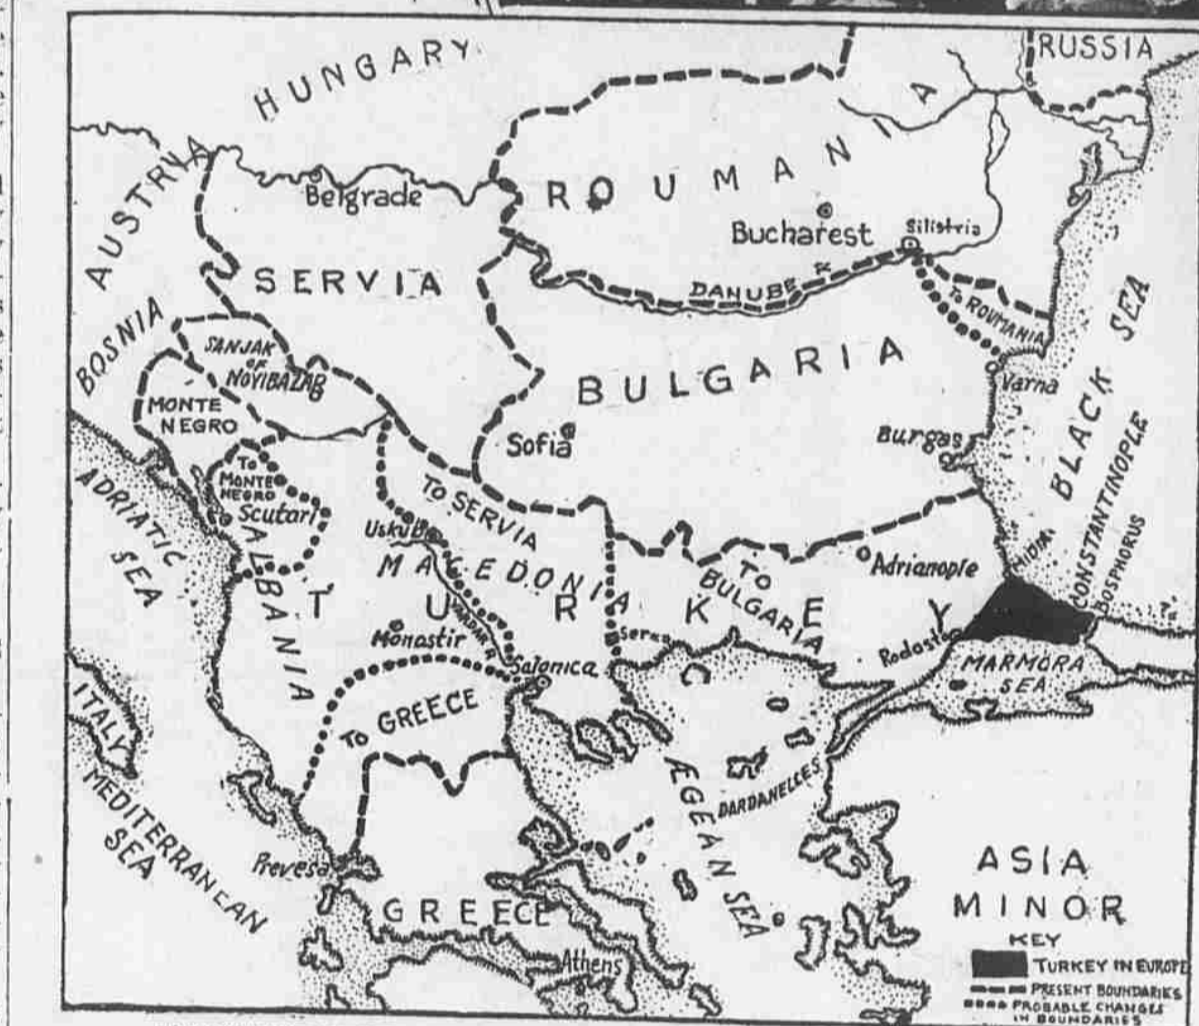 HUNGARY
RUSSIA
AUSTRIA
Belgrade
ROUMANIA
Bucharest
Silistria
SERVIA
DANUBE R
TO ROUMANIA
BOSNIA
SANJAK
OF
NOVIBAZAR
BULGARIA
Varna
BLACK SEA
MONTE
NEGRO
Sofia
Burgas
CONSTANTINOPLE
BOSPHORUS
ADRIATIC
SEA
TO
MONTE
NEGRO
Scutari
TO SERVIA
Uskub
MACEDONIA
ALBANIA
TURKEY
TO
BULGARIA
Adrianople
MIDIA
VARDAR
Monastir
Seres
Rodosto
Salonica
MARMORA
SEA
ITALY
TO GREECE
MEDITERRANEAN
SEA
ÆGEAN SEA
DARDANELLES
Prevesa
GREECE
Athens
ASIA
MINOR
KEY
TURKEY IN EUROPE
PRESENT BOUNDARIES
PROBABLE CHANGES
IN BOUNDARIES